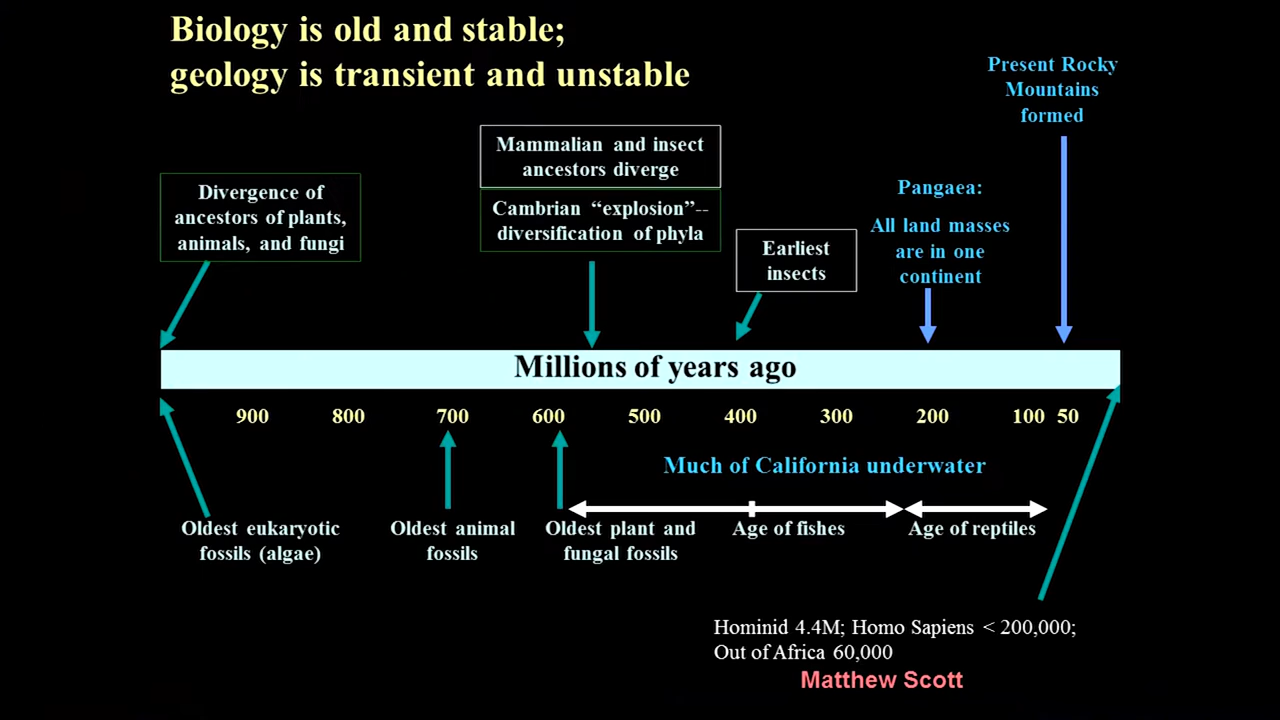 Biology is old and stable;
geology is transient and unstable
Present Rocky
Mountains
formed
Mammalian and insect
ancestors diverge
Divergence of
ancestors of plants,
animals, and fungi
Cambrian “explosion”--
diversification of phyla
Earliest
insects
Pangaea:
All land masses
are in one
continent
Millions of years ago
900 800 700 600 500 400 300 200 100 50
Much of California underwater
Oldest eukaryotic
fossils (algae)
Oldest animal
fossils
Oldest plant and
fungal fossils
Age of fishes
Age of reptiles
Hominid 4.4M; Homo Sapiens < 200,000;
Out of Africa 60,000
Matthew Scott